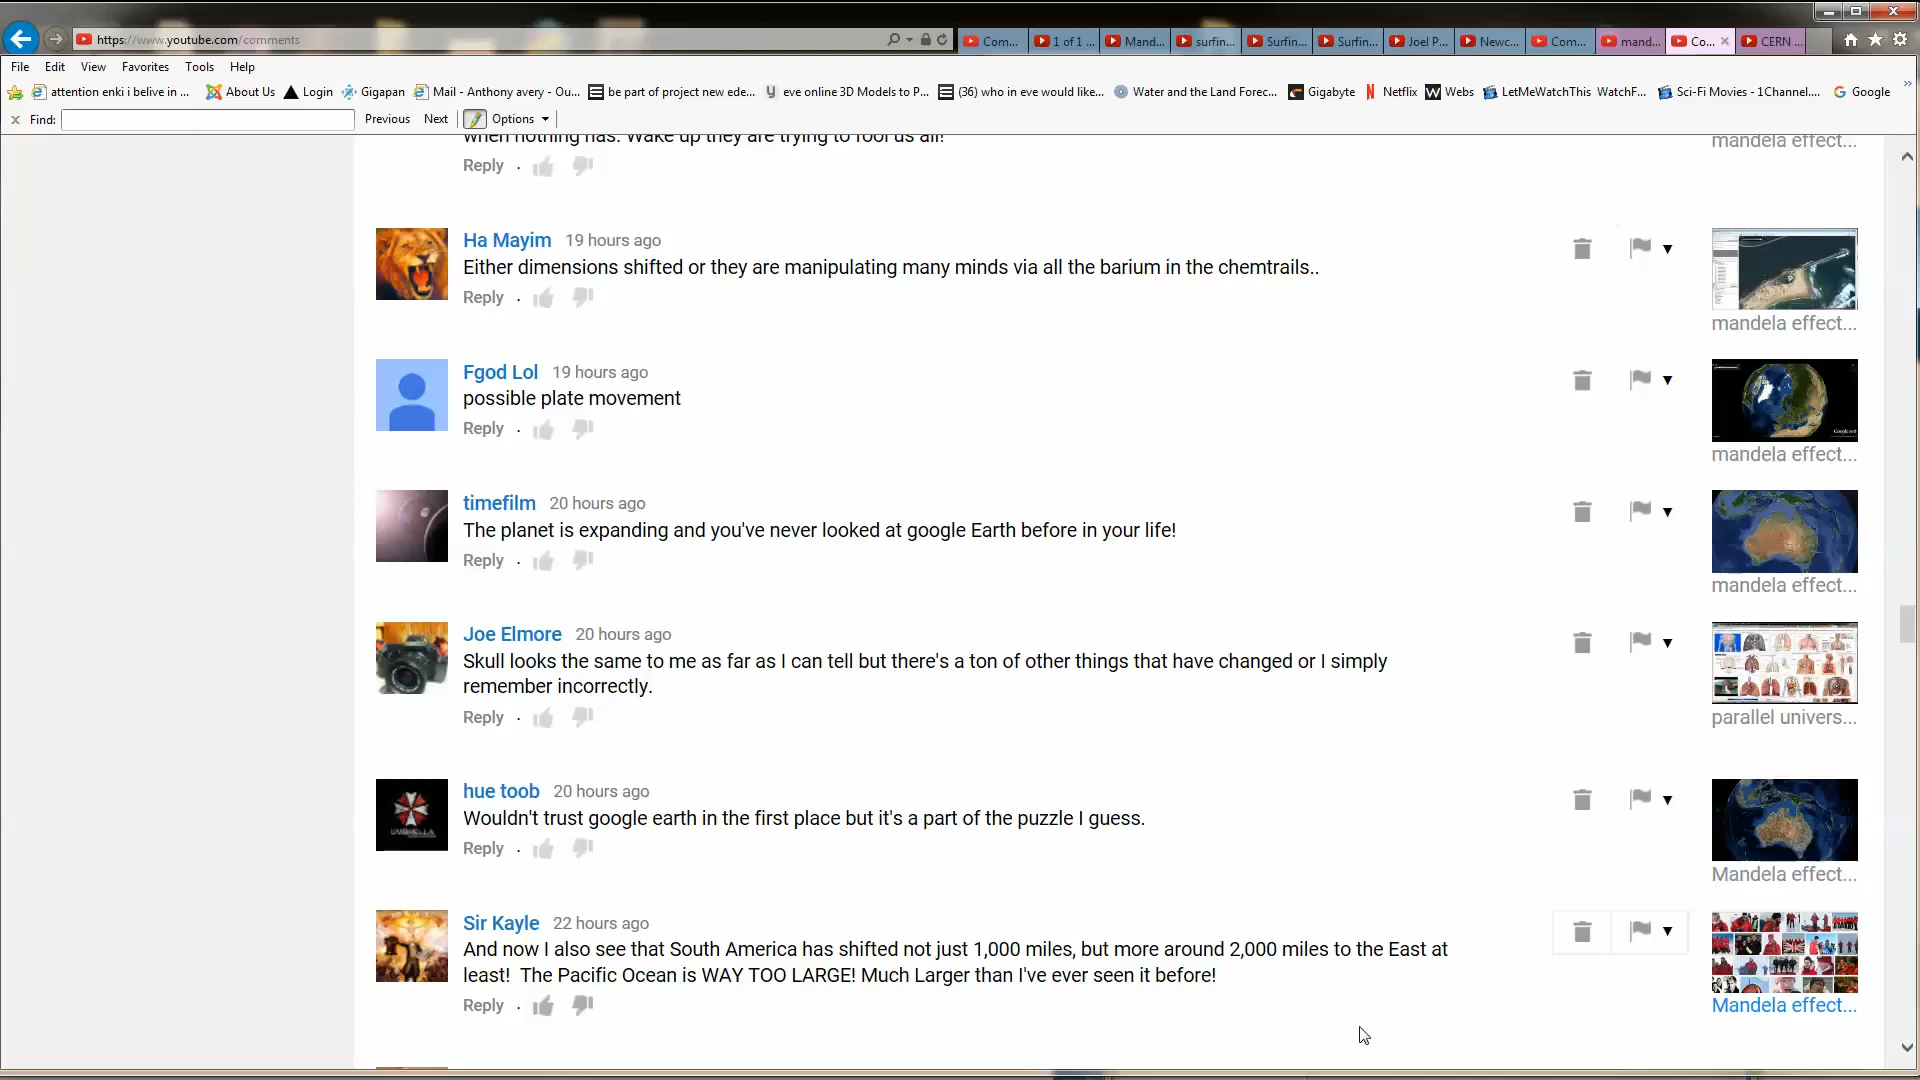 https://www.youtube.com/comments
Com...
1 of 1 ...
Mand...
surfin...
Surfin...
Surfin...
Joel P...
Newc...
Com...
mand...
Co...
CERN ...
File Edit View Favorites Tools Help
attention enki i belive in ...
About Us
Login
Gigapan
Mail - Anthony avery - Ou...
be part of project new ede...
eve online 3D Models to P...
(36) who in eve would like...
Water and the Land Forec...
Gigabyte
Netflix
Webs
LetMeWatchThis WatchF...
Sci-Fi Movies - 1Channel....
Google
Find: Previous Next Options
when nothing has. Wake up they are trying to fool us all!
mandela effect...
Reply
Ha Mayim 19 hours ago
Either dimensions shifted or they are manipulating many minds via all the barium in the chemtrails..
Reply
mandela effect...
Fgod Lol 19 hours ago
possible plate movement
Reply
mandela effect...
timefilm 20 hours ago
The planet is expanding and you've never looked at google Earth before in your life!
Reply
mandela effect...
Joe Elmore 20 hours ago
Skull looks the same to me as far as I can tell but there's a ton of other things that have changed or I simply
remember incorrectly.
Reply
parallel univers...
hue toob 20 hours ago
Wouldn't trust google earth in the first place but it's a part of the puzzle I guess.
Reply
Mandela effect...
Sir Kayle 22 hours ago
And now I also see that South America has shifted not just 1,000 miles, but more around 2,000 miles to the East at
least!  The Pacific Ocean is WAY TOO LARGE! Much Larger than I've ever seen it before!
Reply
Mandela effect...